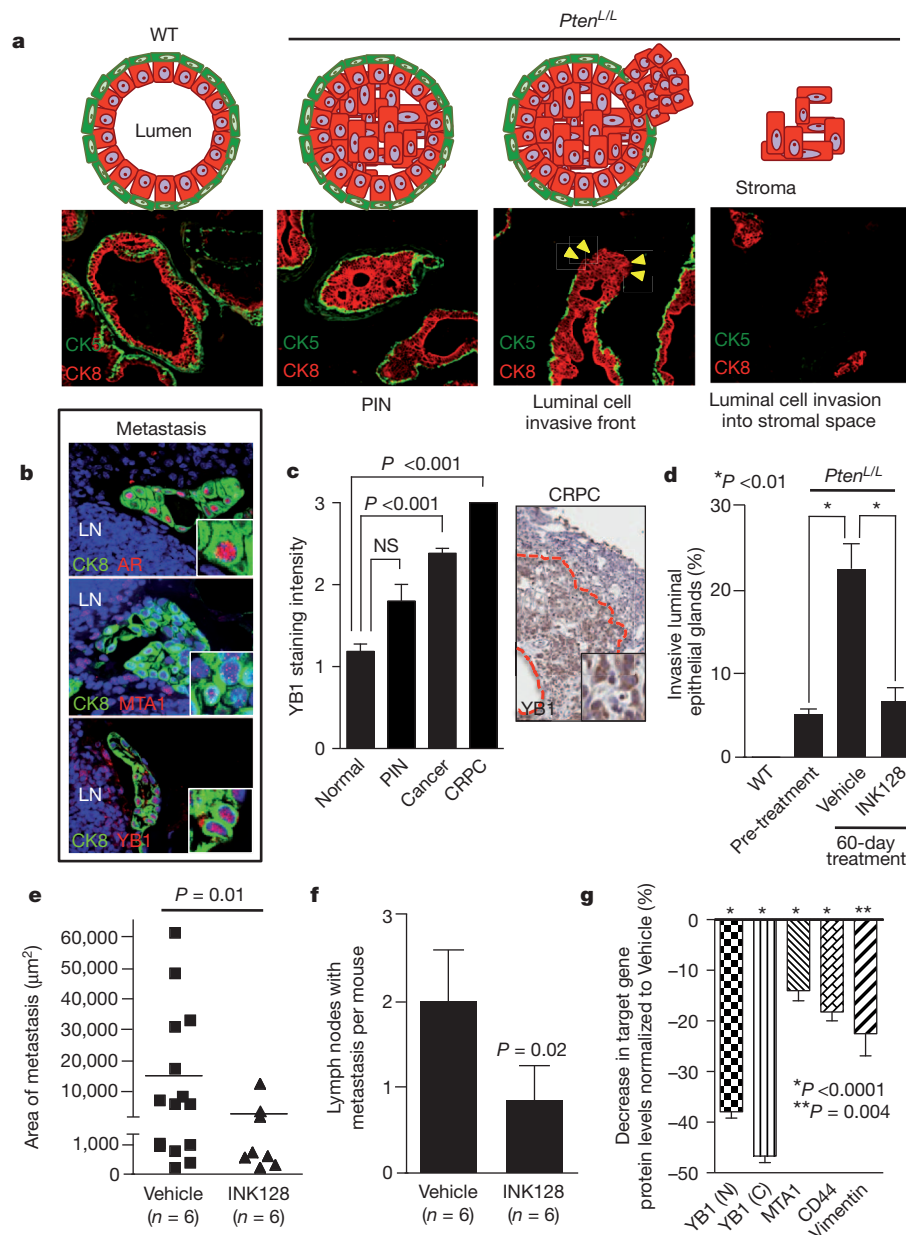 a
WT
Pten^L/L
Lumen
Stroma
CK5
CK8
CK5
CK8
CK5
CK8
CK5
CK8
PIN
Luminal cell
invasive front
Luminal cell invasion
into stromal space
b
Metastasis
LN
CK8 AR
LN
CK8 MTA1
LN
CK8 YB1
c
P <0.001
P <0.001
NS
YB1 staining intensity
3
2
1
0
Normal
PIN
Cancer
CRPC
CRPC
YB1
d
*P <0.01
Pten^L/L
* *
Invasive luminal
epithelial glands (%)
30
20
10
0
WT
Pre-treatment
Vehicle
INK128
60-day
treatment
e
P = 0.01
Area of metastasis (μm²)
60,000
50,000
40,000
30,000
20,000
10,000
1,000
0
Vehicle
(n = 6)
INK128
(n = 6)
f
Lymph nodes with
metastasis per mouse
3
2
1
0
P = 0.02
Vehicle
(n = 6)
INK128
(n = 6)
g
Decrease in target gene
protein levels normalized to Vehicle (%)
* * * * **
0
−10
−20
−30
−40
−50
*P <0.0001
**P = 0.004
YB1 (N)
YB1 (C)
MTA1
CD44
Vimentin